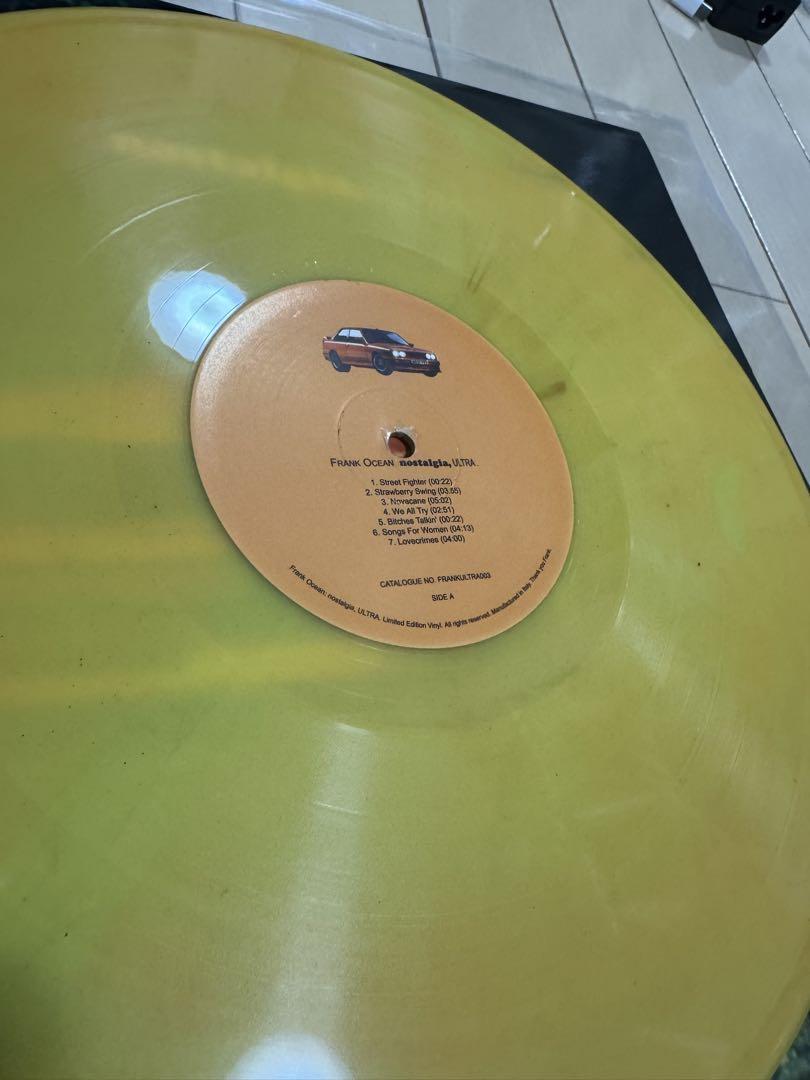 FRANK OCEAN nostalgia, ULTRA.
1. Street Fighter (00:22)
2. Strawberry Swing (03:55)
3. Novacane (05:02)
4. We All Try (02:51)
5. Bitches Talkin' (00:22)
6. Songs For Women (04:13)
7. Lovecrimes (04:00)
CATALOGUE NO. FRANKULTRA003
SIDE A
Frank Ocean: nostalgia, ULTRA. Limited Edition Vinyl. All rights reserved. Manufactured in Italy. Thank you Frank.